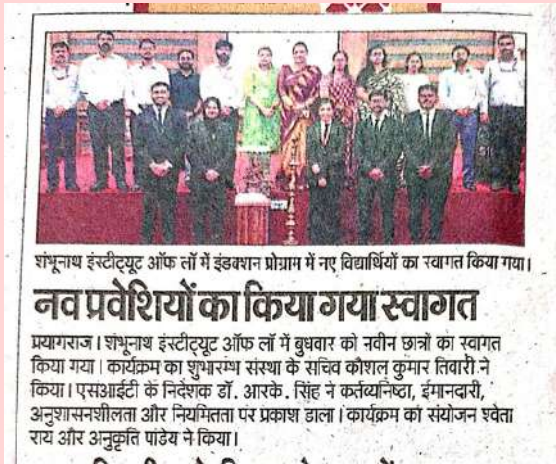 शंभूनाथ इंस्टीट्यूट ऑफ लॉ में इंडक्शन प्रोग्राम में नए विद्यार्थियों का स्वागत किया गया।
नव प्रवेशियों का किया गया स्वागत
प्रयागराज। शंभूनाथ इंस्टीट्यूट ऑफ लॉ में बुधवार को नवीन छात्रों का स्वागत
किया गया। कार्यक्रम का शुभारम्भ संस्था के सचिव कौशल कुमार तिवारी ने
किया। एसआईटी के निदेशक डॉ. आरके. सिंह ने कर्तव्यनिष्ठा, ईमानदारी,
अनुशासनशीलता और नियमितता पर प्रकाश डाला। कार्यक्रम को संयोजन श्वेता
राय और अनुकृति पांडेय ने किया।